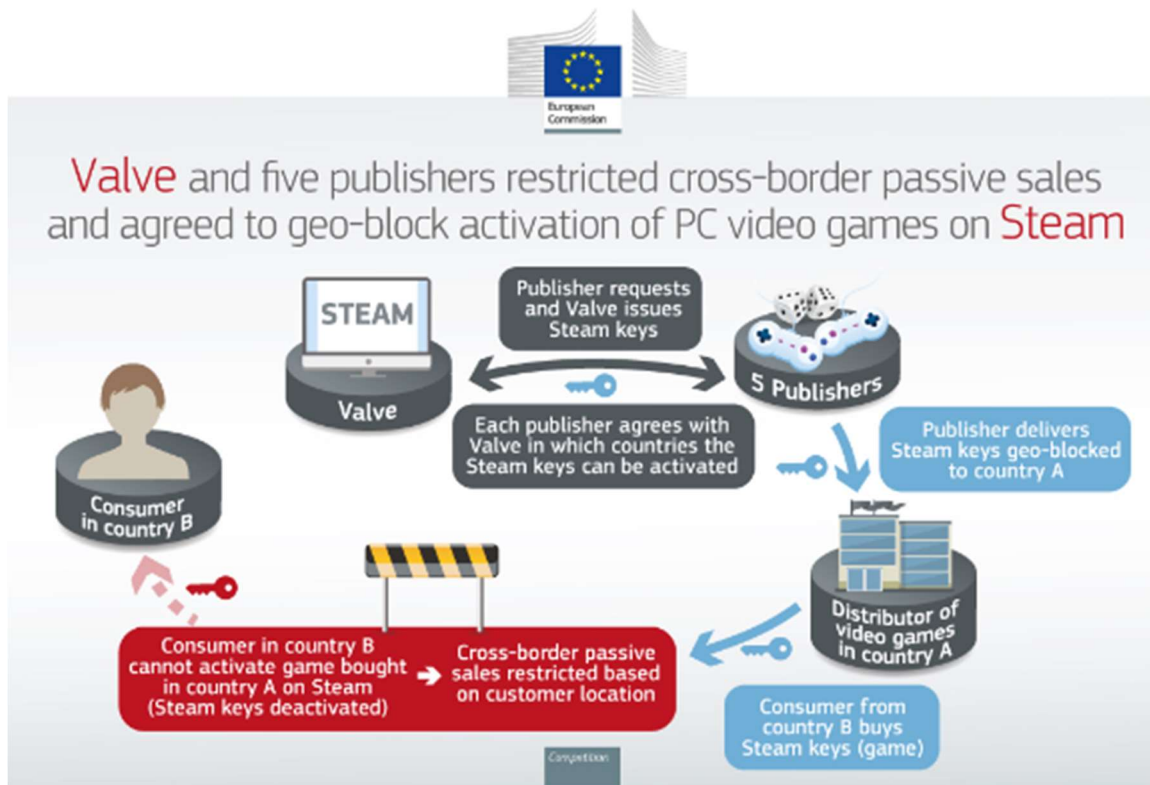 European
Commission
Valve and five publishers restricted cross-border passive sales
and agreed to geo-block activation of PC video games on Steam
STEAM
Valve
Publisher requests
and Valve issues
Steam keys
5 Publishers
Each publisher agrees with
Valve in which countries the
Steam keys can be activated
Publisher delivers
Steam keys geo-blocked
to country A
Consumer
in country B
Distributor of
video games
in country A
Consumer from
country B buys
Steam keys (game)
Consumer in country B
cannot activate game bought
in country A on Steam
(Steam keys deactivated)
Cross-border passive
sales restricted based
on customer location
Competition